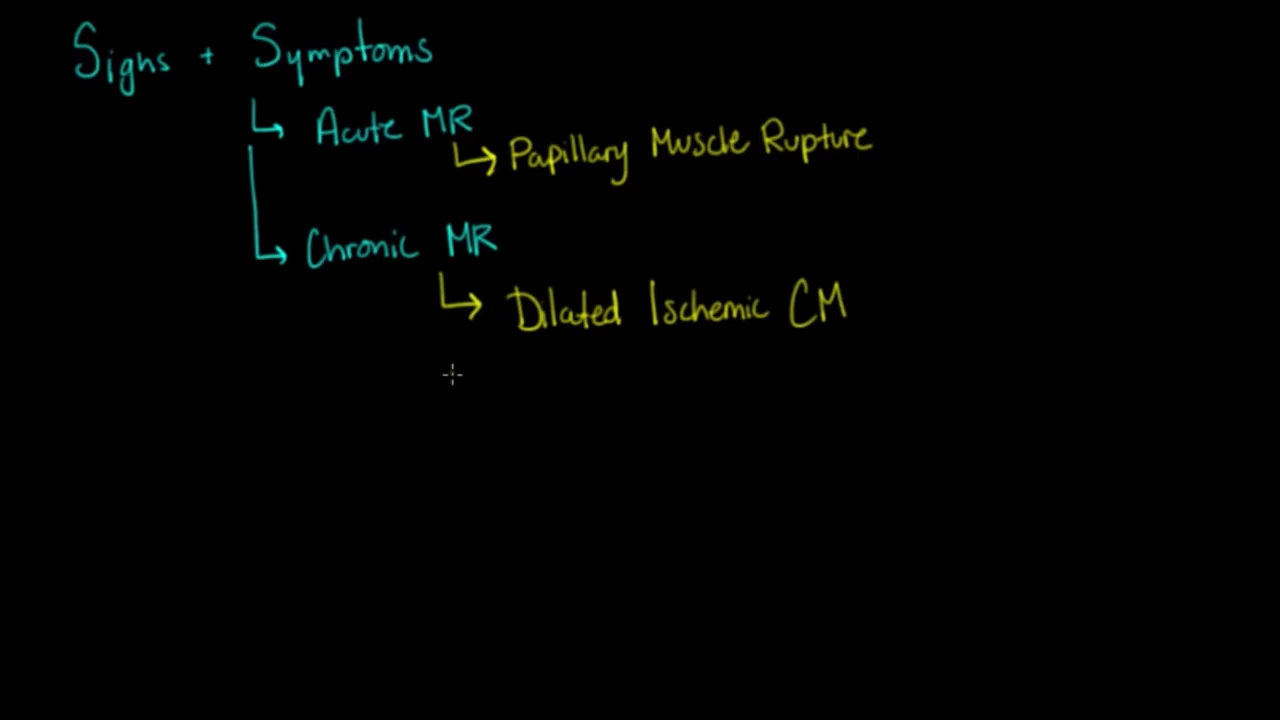 Signs + Symptoms
↳ Acute MR
↳ Papillary Muscle Rupture
↳ Chronic MR
↳ Dilated Ischemic CM